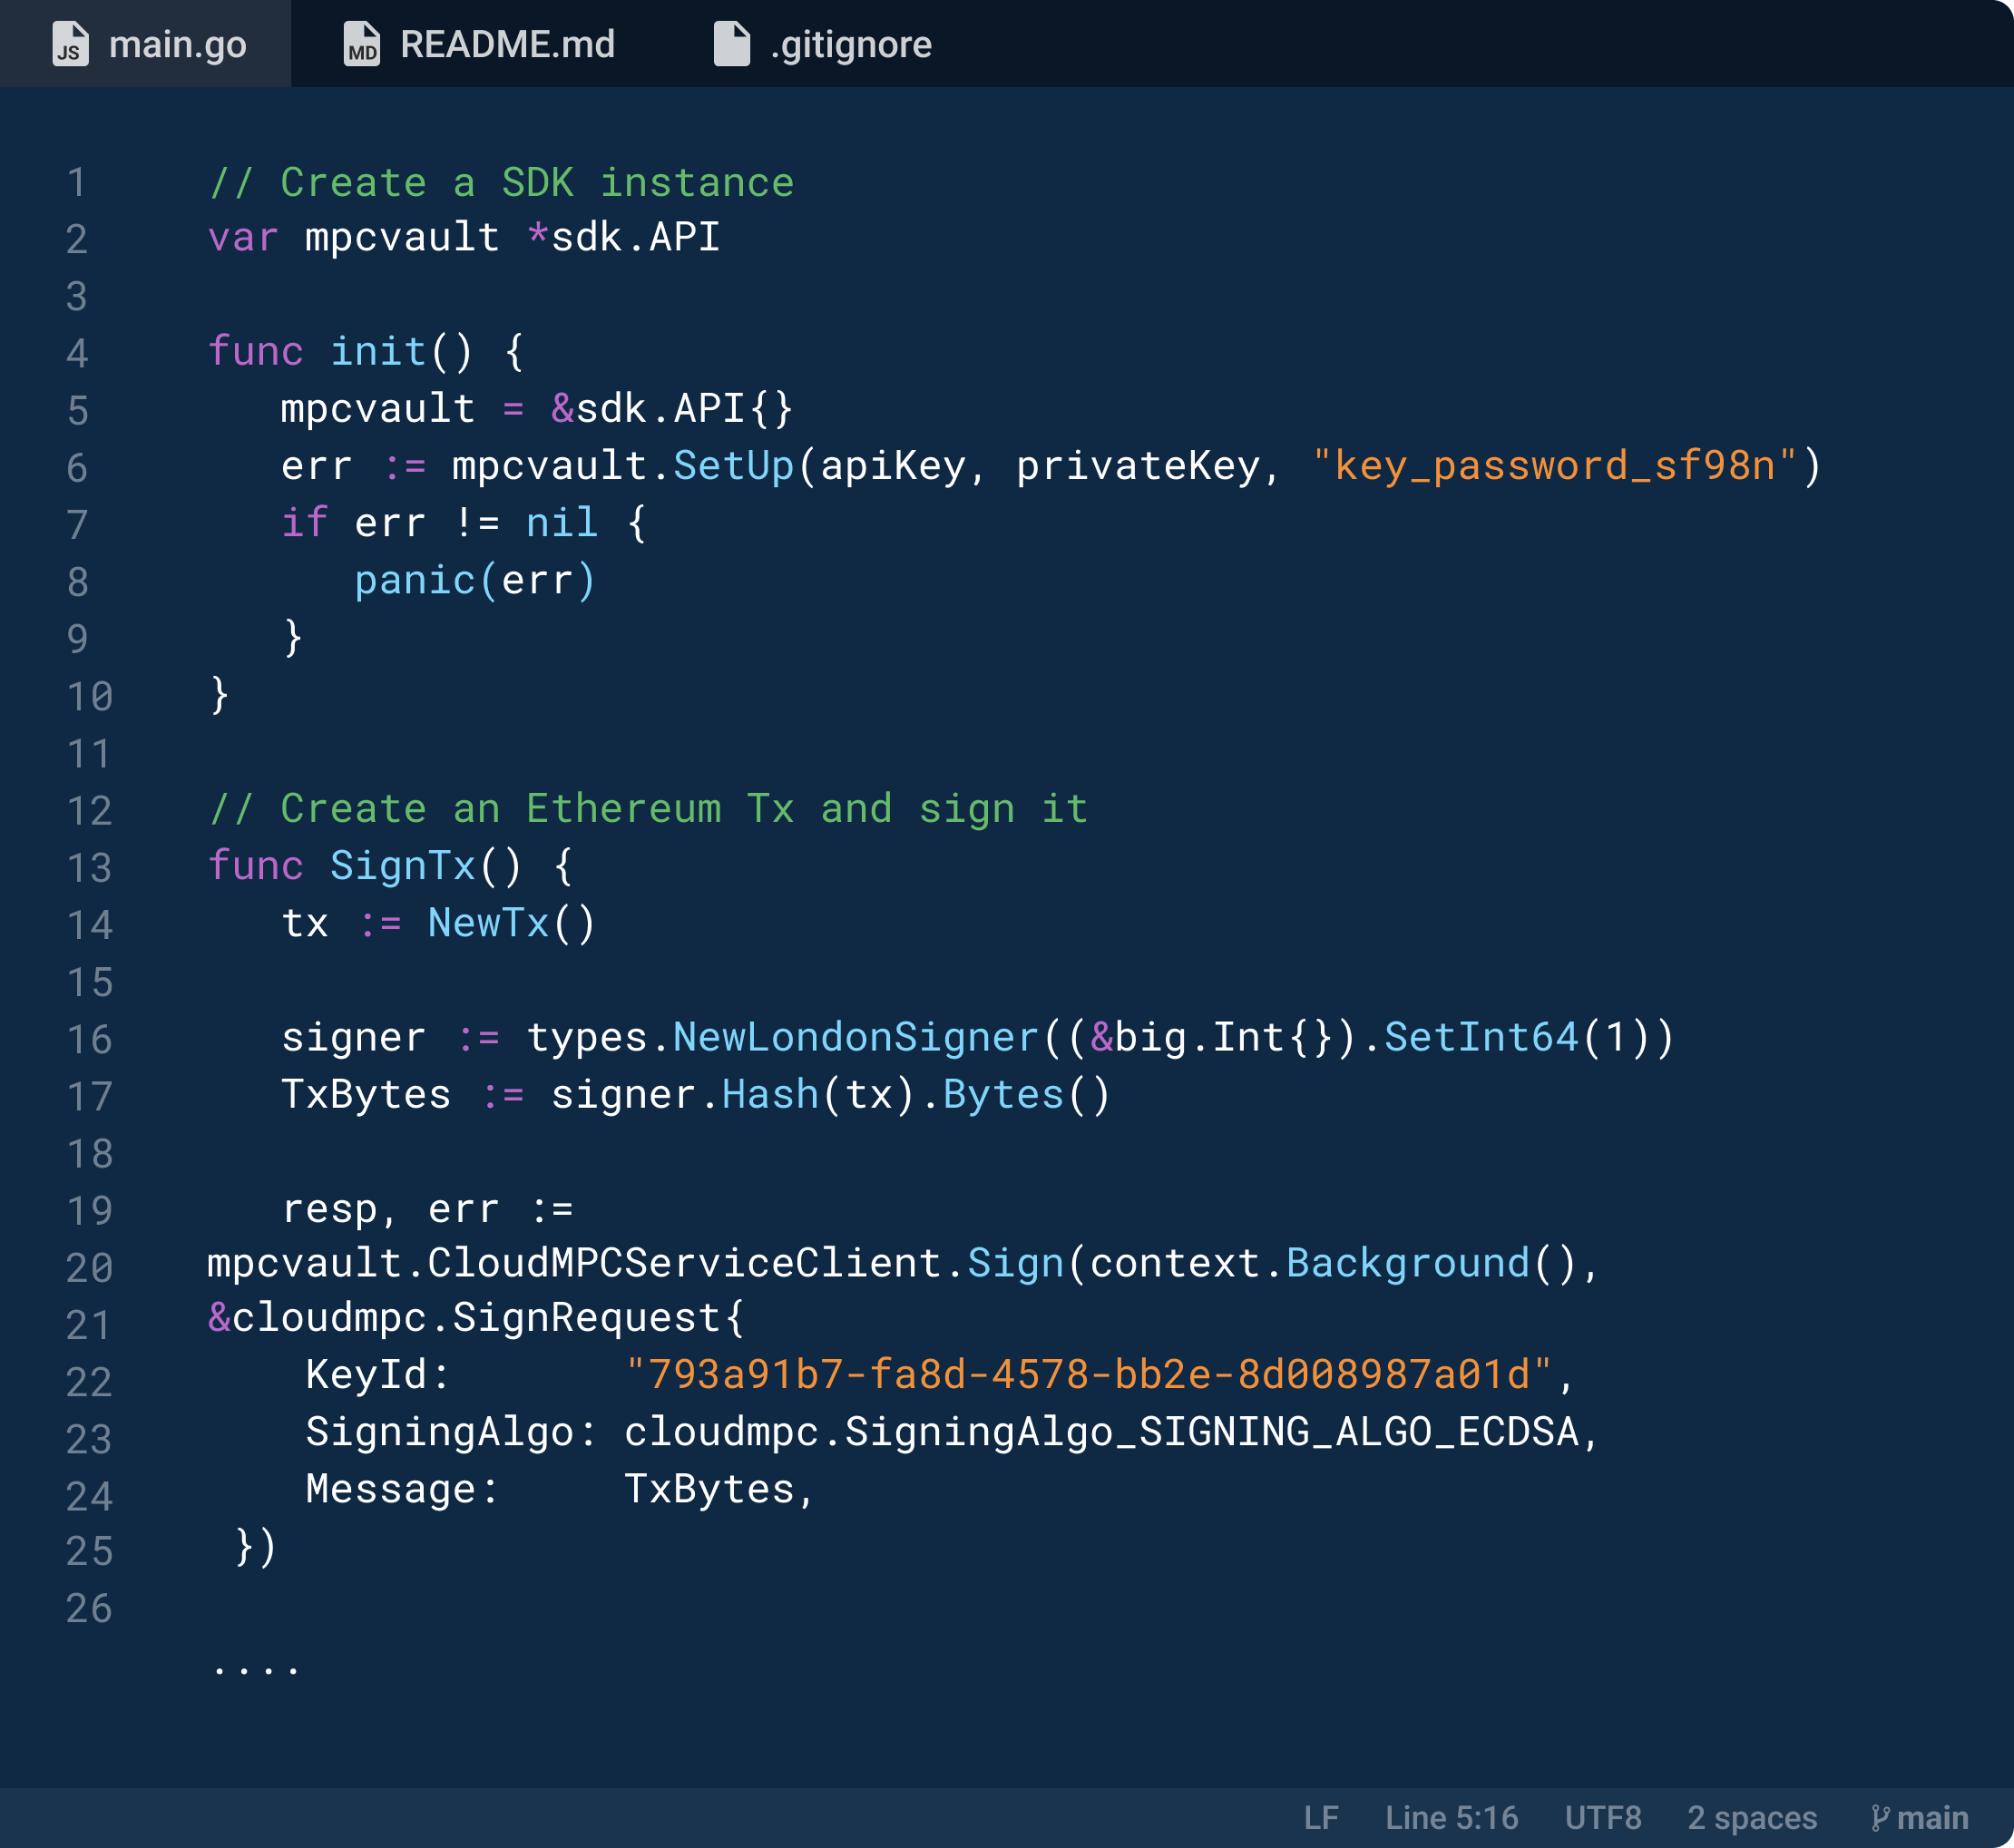 JS main.go MD README.md .gitignore
1 // Create a SDK instance
2 var mpcvault *sdk.API
3
4 func init() {
5    mpcvault = &sdk.API{}
6    err := mpcvault.SetUp(apiKey, privateKey, "key_password_sf98n")
7    if err != nil {
8       panic(err)
9    }
10 }
11
12 // Create an Ethereum Tx and sign it
13 func SignTx() {
14    tx := NewTx()
15
16    signer := types.NewLondonSigner((&big.Int{}).SetInt64(1))
17    TxBytes := signer.Hash(tx).Bytes()
18
19    resp, err :=
20 mpcvault.CloudMPCServiceClient.Sign(context.Background(),
21 &cloudmpc.SignRequest{
22     KeyId:       "793a91b7-fa8d-4578-bb2e-8d008987a01d",
23     SigningAlgo: cloudmpc.SigningAlgo_SIGNING_ALGO_ECDSA,
24     Message:     TxBytes,
25  })
26
....
LF Line 5:16 UTF8 2 spaces main